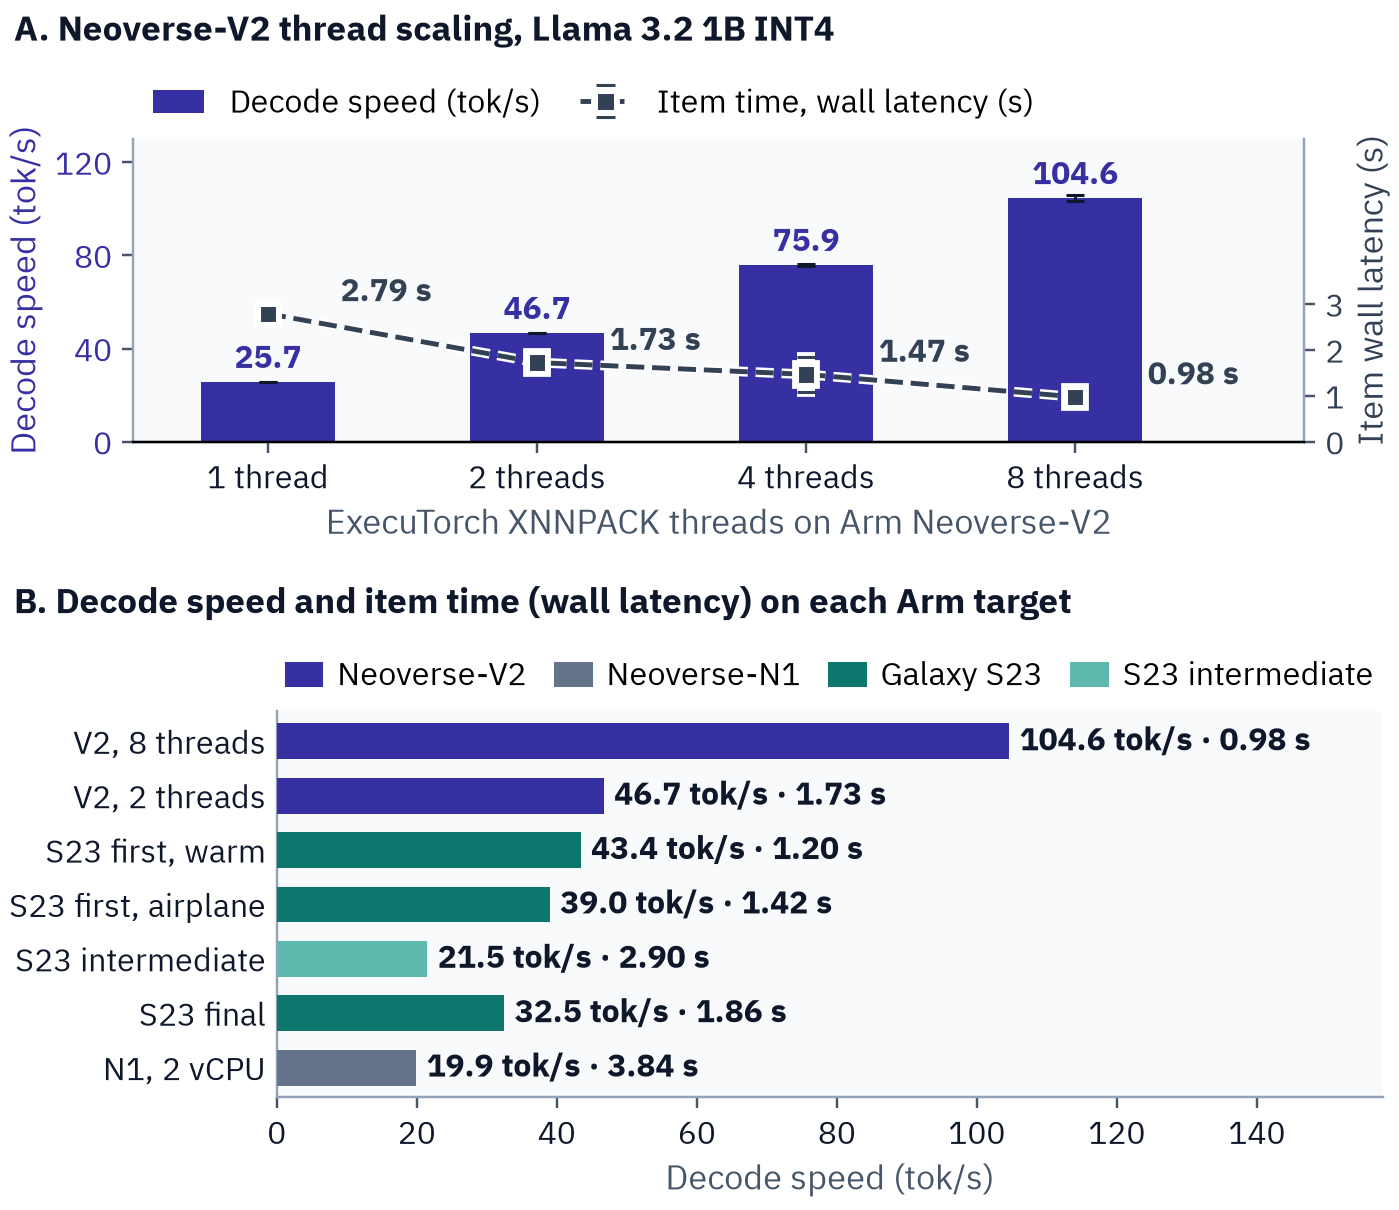 A. Neoverse-V2 thread scaling, Llama 3.2 1B INT4
Decode speed (tok/s)
Item time, wall latency (s)
Decode speed (tok/s)
120
80
40
0
25.7
46.7
75.9
104.6
2.79 s
1.73 s
1.47 s
0.98 s
3
2
1
0
Item wall latency (s)
1 thread
2 threads
4 threads
8 threads
ExecuTorch XNNPACK threads on Arm Neoverse-V2
B. Decode speed and item time (wall latency) on each Arm target
Neoverse-V2
Neoverse-N1
Galaxy S23
S23 intermediate
V2, 8 threads
104.6 tok/s · 0.98 s
V2, 2 threads
46.7 tok/s · 1.73 s
S23 first, warm
43.4 tok/s · 1.20 s
S23 first, airplane
39.0 tok/s · 1.42 s
S23 intermediate
21.5 tok/s · 2.90 s
S23 final
32.5 tok/s · 1.86 s
N1, 2 vCPU
19.9 tok/s · 3.84 s
0
20
40
60
80
100
120
140
Decode speed (tok/s)